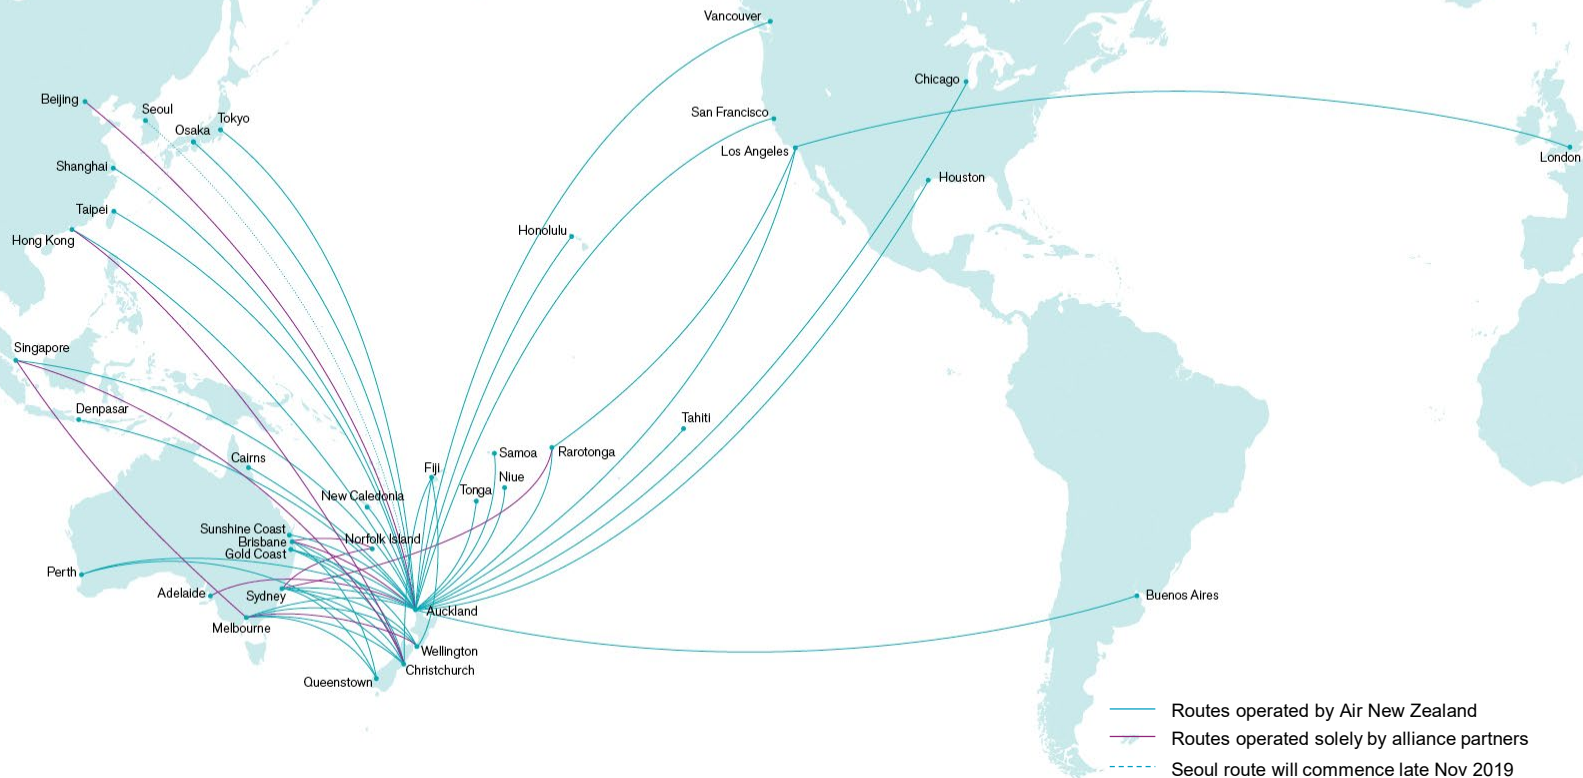 Vancouver
Chicago
Beijing
Seoul
San Francisco
Tokyo
Osaka
Los Angeles
London
Shanghai
Houston
Taipei
Honolulu
Hong Kong
Singapore
Denpasar
Tahiti
Samoa
Rarotonga
Cairns
Fiji
Niue
Tonga
New Caledonia
Sunshine Coast
Brisbane
Norfolk Island
Gold Coast
Perth
Adelaide
Sydney
Buenos Aires
Auckland
Melbourne
Wellington
Christchurch
Queenstown
Routes operated by Air New Zealand
Routes operated solely by alliance partners
Seoul route will commence late Nov 2019